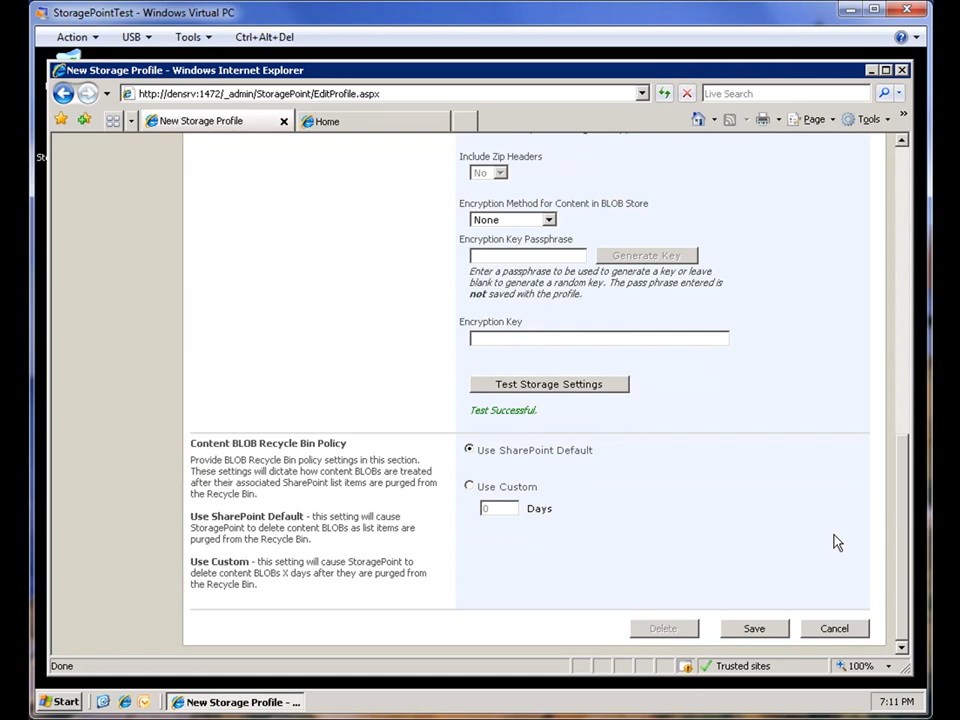 StoragePointTest - Windows Virtual PC
Action USB Tools Ctrl+Alt+Del
New Storage Profile - Windows Internet Explorer
http://densrv:1472/_admin/StoragePoint/EditProfile.aspx
Live Search
New Storage Profile
Home
Page Tools
Include Zip Headers
No
Encryption Method for Content in BLOB Store
None
Encryption Key Passphrase
Generate Key
Enter a passphrase to be used to generate a key or leave
blank to generate a random key. The pass phrase entered is
not saved with the profile.
Encryption Key
Test Storage Settings
Test Successful.
Content BLOB Recycle Bin Policy
Provide BLOB Recycle Bin policy settings in this section.
These settings will dictate how content BLOBs are treated
after their associated SharePoint list items are purged from
the Recycle Bin.
Use SharePoint Default - this setting will cause
StoragePoint to delete content BLOBs as list items are
purged from the Recycle Bin.
Use Custom - this setting will cause StoragePoint to
delete content BLOBs X days after they are purged from
the Recycle Bin.
Use SharePoint Default
Use Custom
0 Days
Delete Save Cancel
Done
Trusted sites
100%
Start
New Storage Profile - ...
7:11 PM